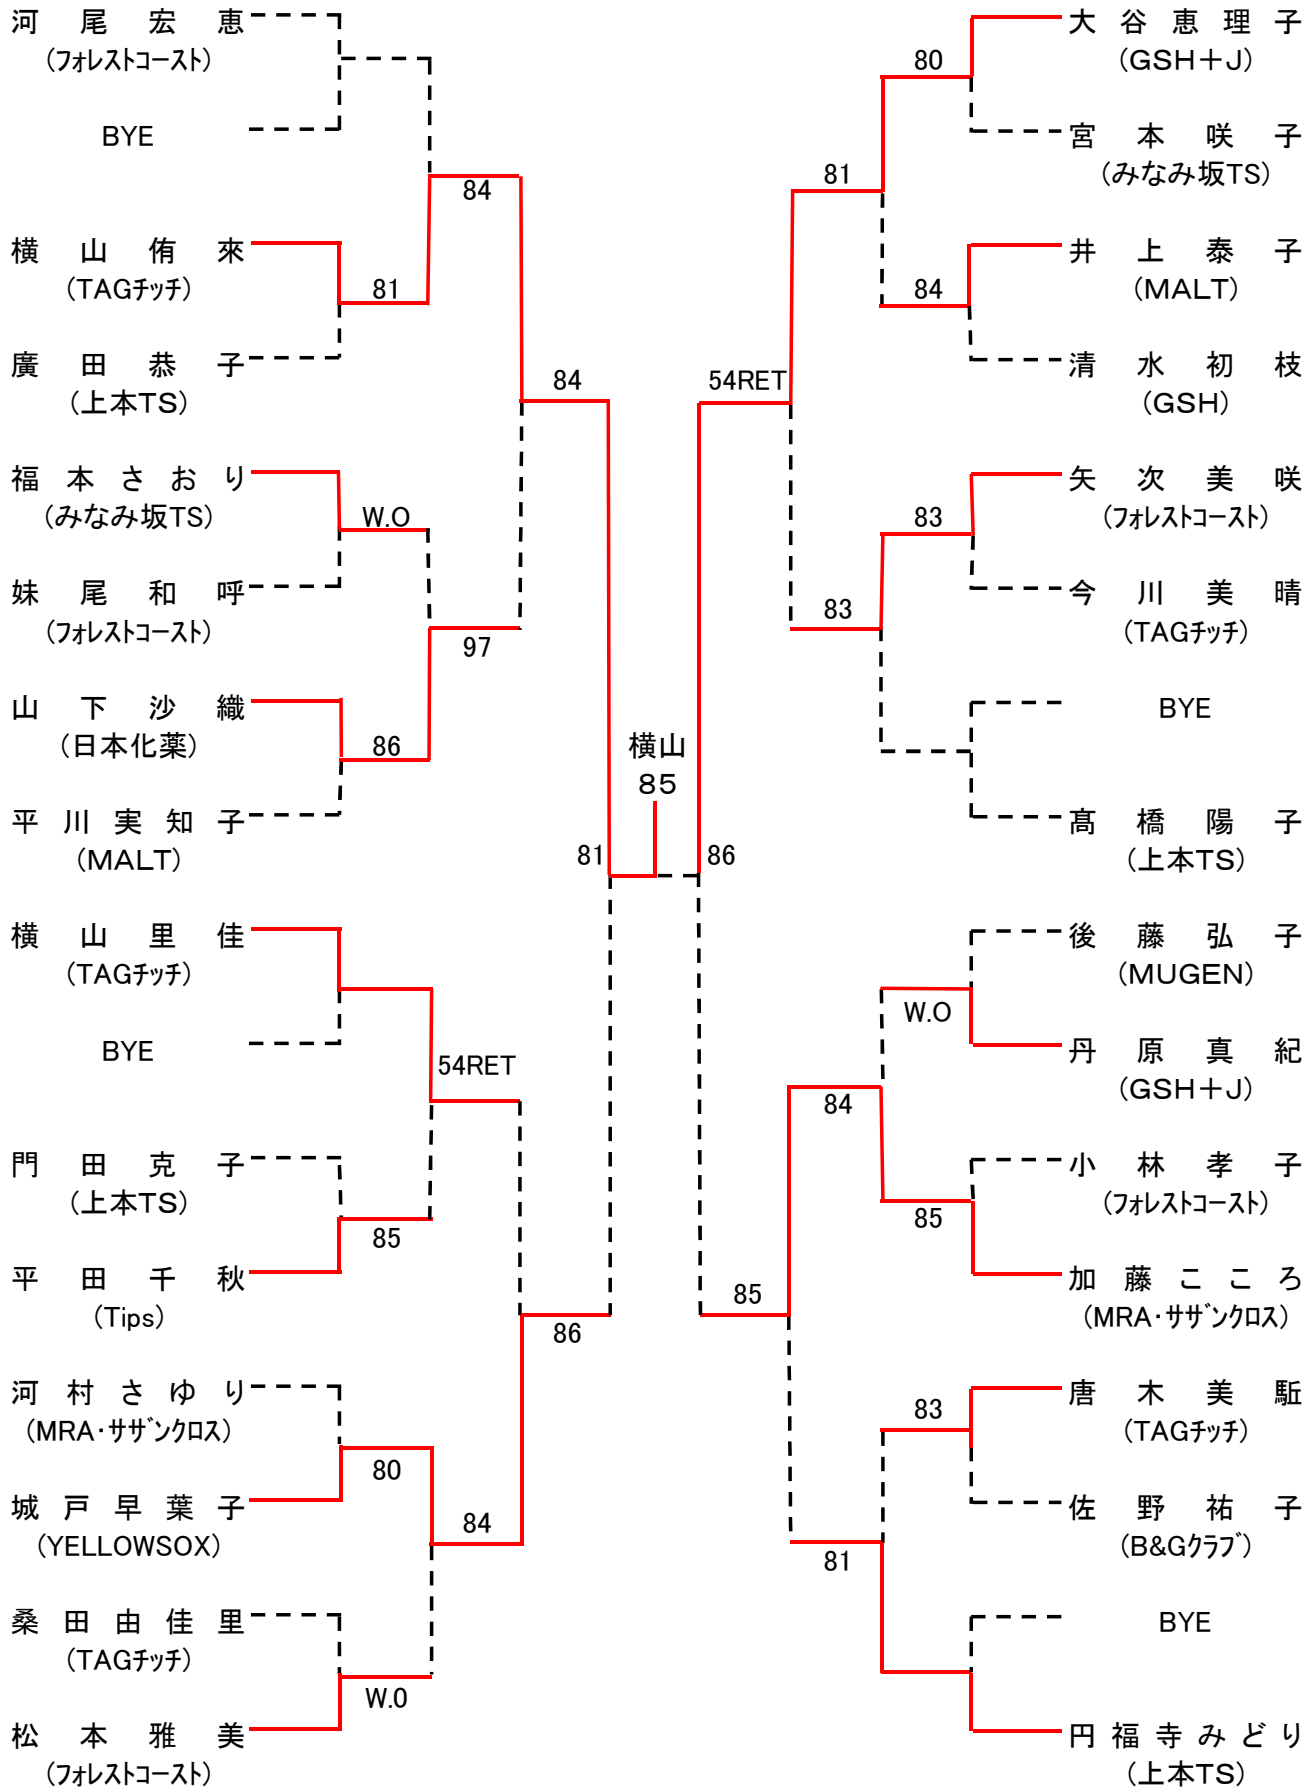 河尾宏恵
(フォレストコースト)
BYE
84
横山侑來
(TAGチッチ)
81
廣田恭子
(上本TS)
84
福本さおり
(みなみ坂TS)
W.O
妹尾和呼
(フォレストコースト)
97
山下沙織
(日本化薬)
86
平川実知子
(MALT)
81
横山里佳
(TAGチッチ)
BYE
54RET
門田克子
(上本TS)
85
平田千秋
(Tips)
86
河村さゆり
(MRA・サザンクロス)
80
城戸早葉子
(YELLOWSOX)
84
桑田由佳里
(TAGチッチ)
W.0
松本雅美
(フォレストコースト)
横山
85
大谷恵理子
(GSH+J)
80
宮本咲子
(みなみ坂TS)
81
井上泰子
(MALT)
84
清水初枝
(GSH)
54RET
矢次美咲
(フォレストコースト)
83
今川美晴
(TAGチッチ)
83
BYE
髙橋陽子
(上本TS)
86
後藤弘子
(MUGEN)
W.O
丹原真紀
(GSH+J)
84
小林孝子
(フォレストコースト)
85
加藤こころ
(MRA・サザンクロス)
85
唐木美駈
(TAGチッチ)
83
佐野祐子
(B&Gクラブ)
81
BYE
円福寺みどり
(上本TS)